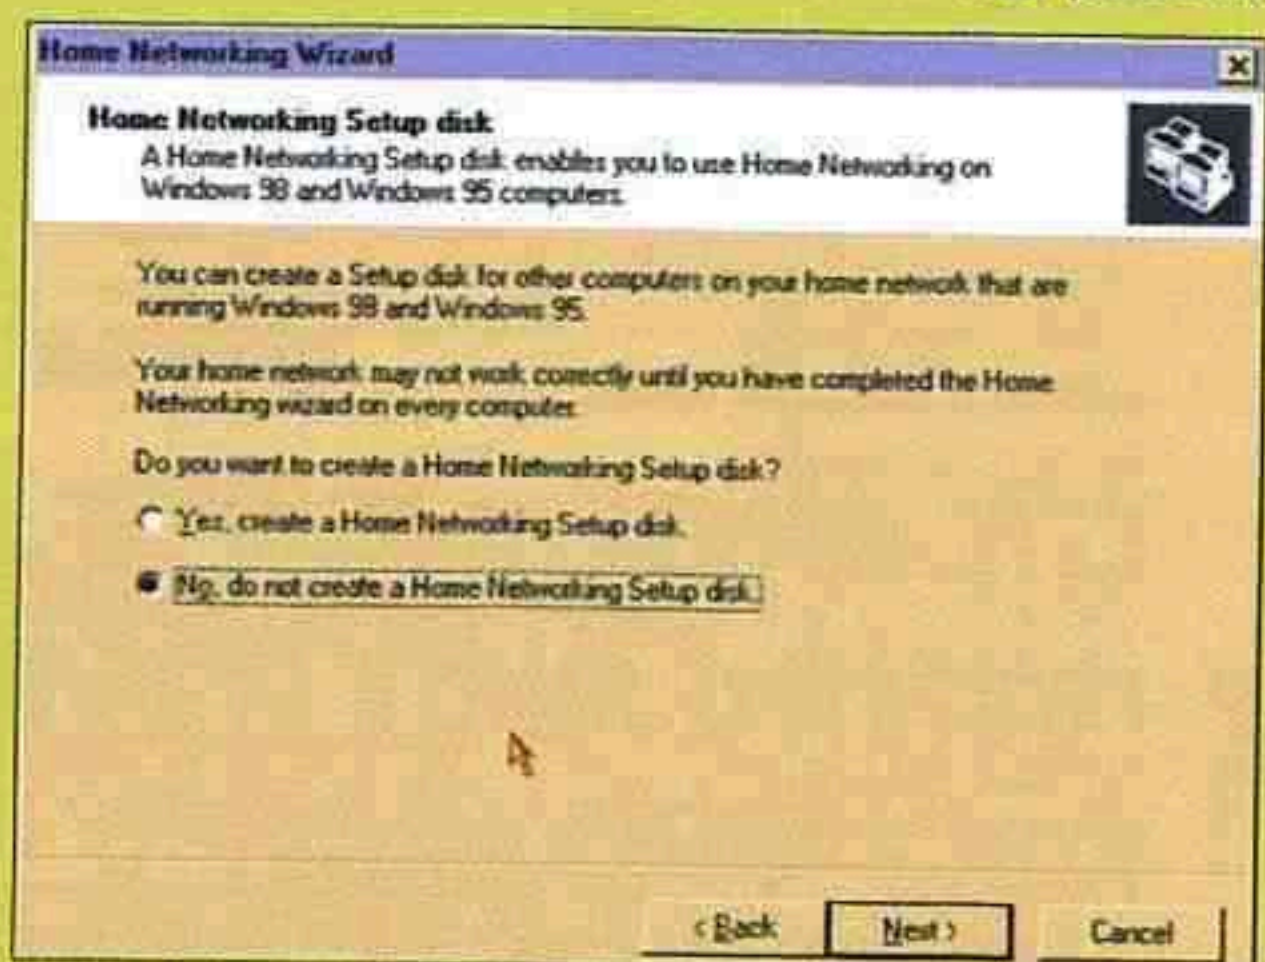 Home Networking Wizard
Home Networking Setup disk
A Home Networking Setup disk enables you to use Home Networking on
Windows 98 and Windows 95 computers.
You can create a Setup disk for other computers on your home network that are
running Windows 98 and Windows 95.
Your home network may not work correctly until you have completed the Home
Networking wizard on every computer.
Do you want to create a Home Networking Setup disk?
Yes, create a Home Networking Setup disk.
No, do not create a Home Networking Setup disk.
< Back
Next >
Cancel